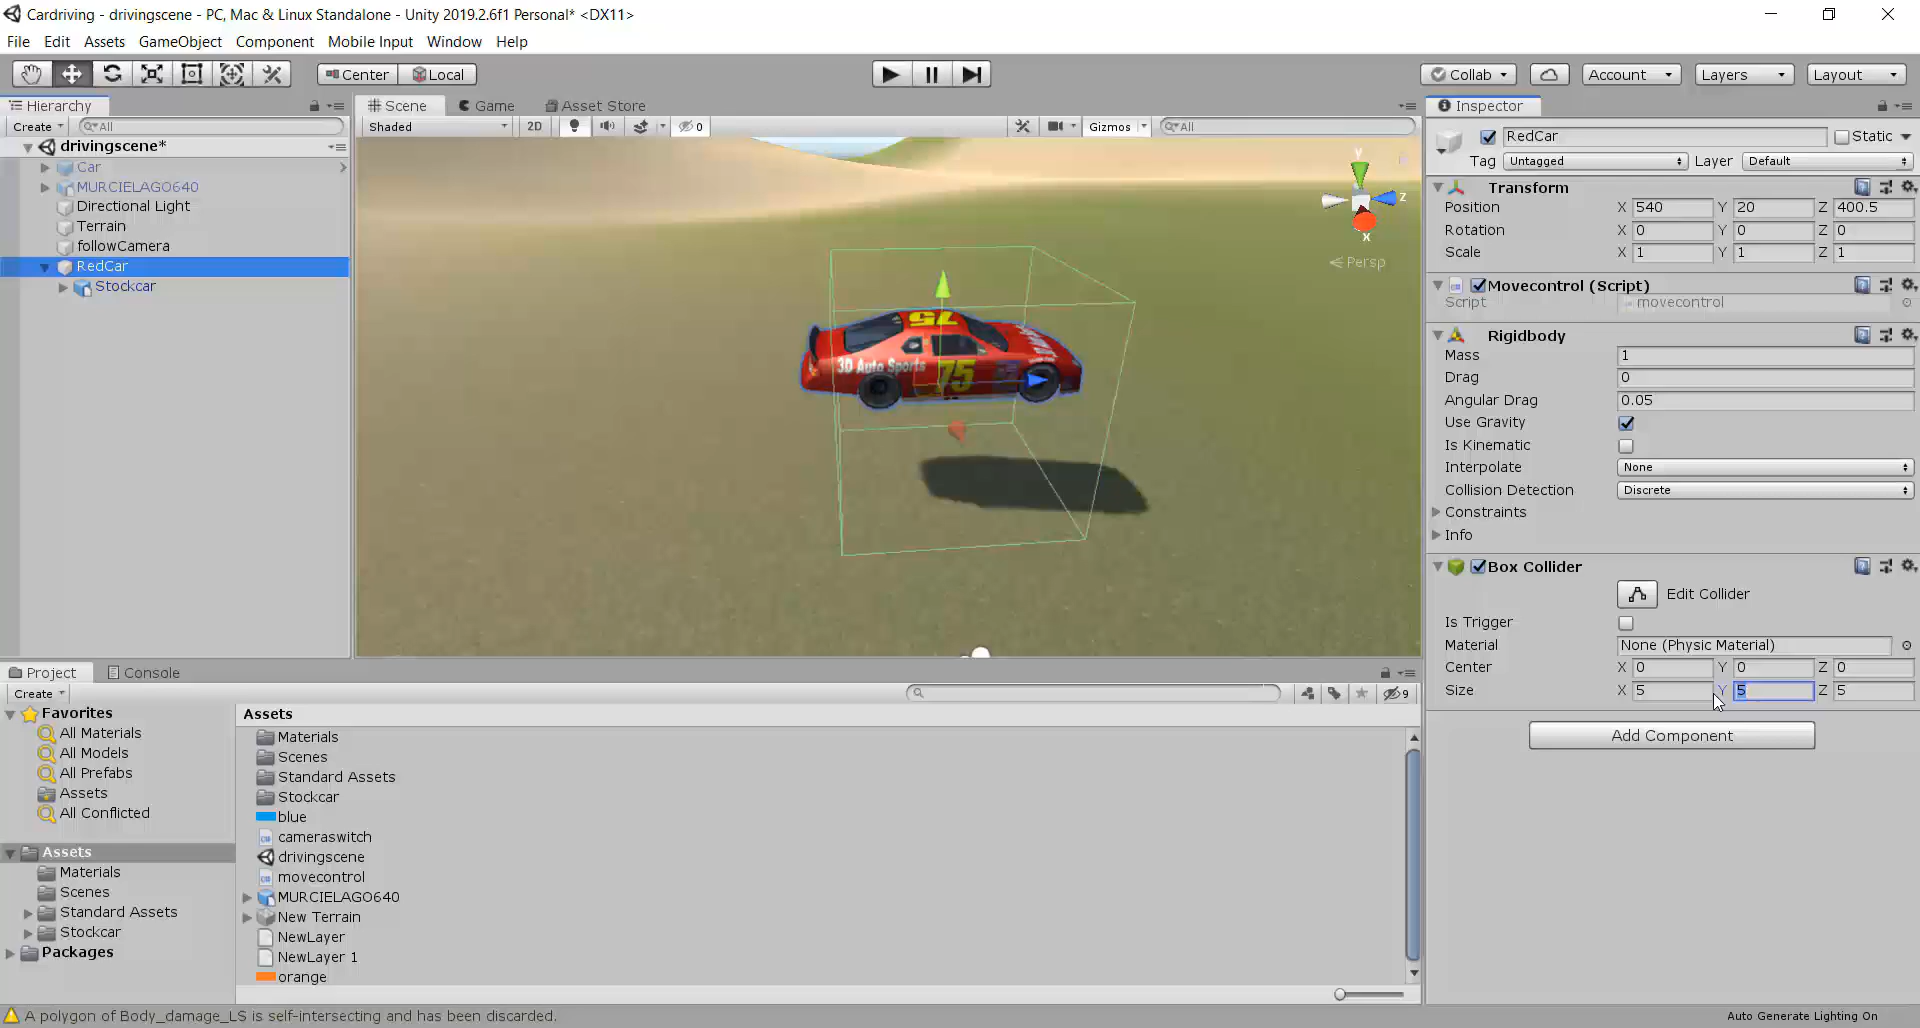 Cardriving - drivingscene - PC, Mac & Linux Standalone - Unity 2019.2.6f1 Personal* <DX11>
File Edit Assets GameObject Component Mobile Input Window Help
Center Local Collab Account Layers Layout
Hierarchy
Create All
drivingscene*
Car
MURCIELAGO640
Directional Light
Terrain
followCamera
RedCar
Stockcar
Scene Game Asset Store
Shaded 2D 0 Gizmos All
y
z
x
Persp
75
3D Auto Sports 75
Inspector
RedCar Static
Tag Untagged Layer Default
Transform
Position X 540 Y 20 Z 400.5
Rotation X 0 Y 0 Z 0
Scale X 1 Y 1 Z 1
Movecontrol (Script)
Script movecontrol
Rigidbody
Mass 1
Drag 0
Angular Drag 0.05
Use Gravity
Is Kinematic
Interpolate None
Collision Detection Discrete
Constraints
Info
Box Collider
Edit Collider
Is Trigger
Material None (Physic Material)
Center X 0 Y 0 Z 0
Size X 5 Y 5 Z 5
Add Component
Project Console
Create 9
Favorites
All Materials
All Models
All Prefabs
Assets
All Conflicted
Assets
Materials
Scenes
Standard Assets
Stockcar
Packages
Assets
Materials
Scenes
Standard Assets
Stockcar
blue
cameraswitch
drivingscene
movecontrol
MURCIELAGO640
New Terrain
NewLayer
NewLayer 1
orange
A polygon of Body_damage_LS is self-intersecting and has been discarded.
Auto Generate Lighting On